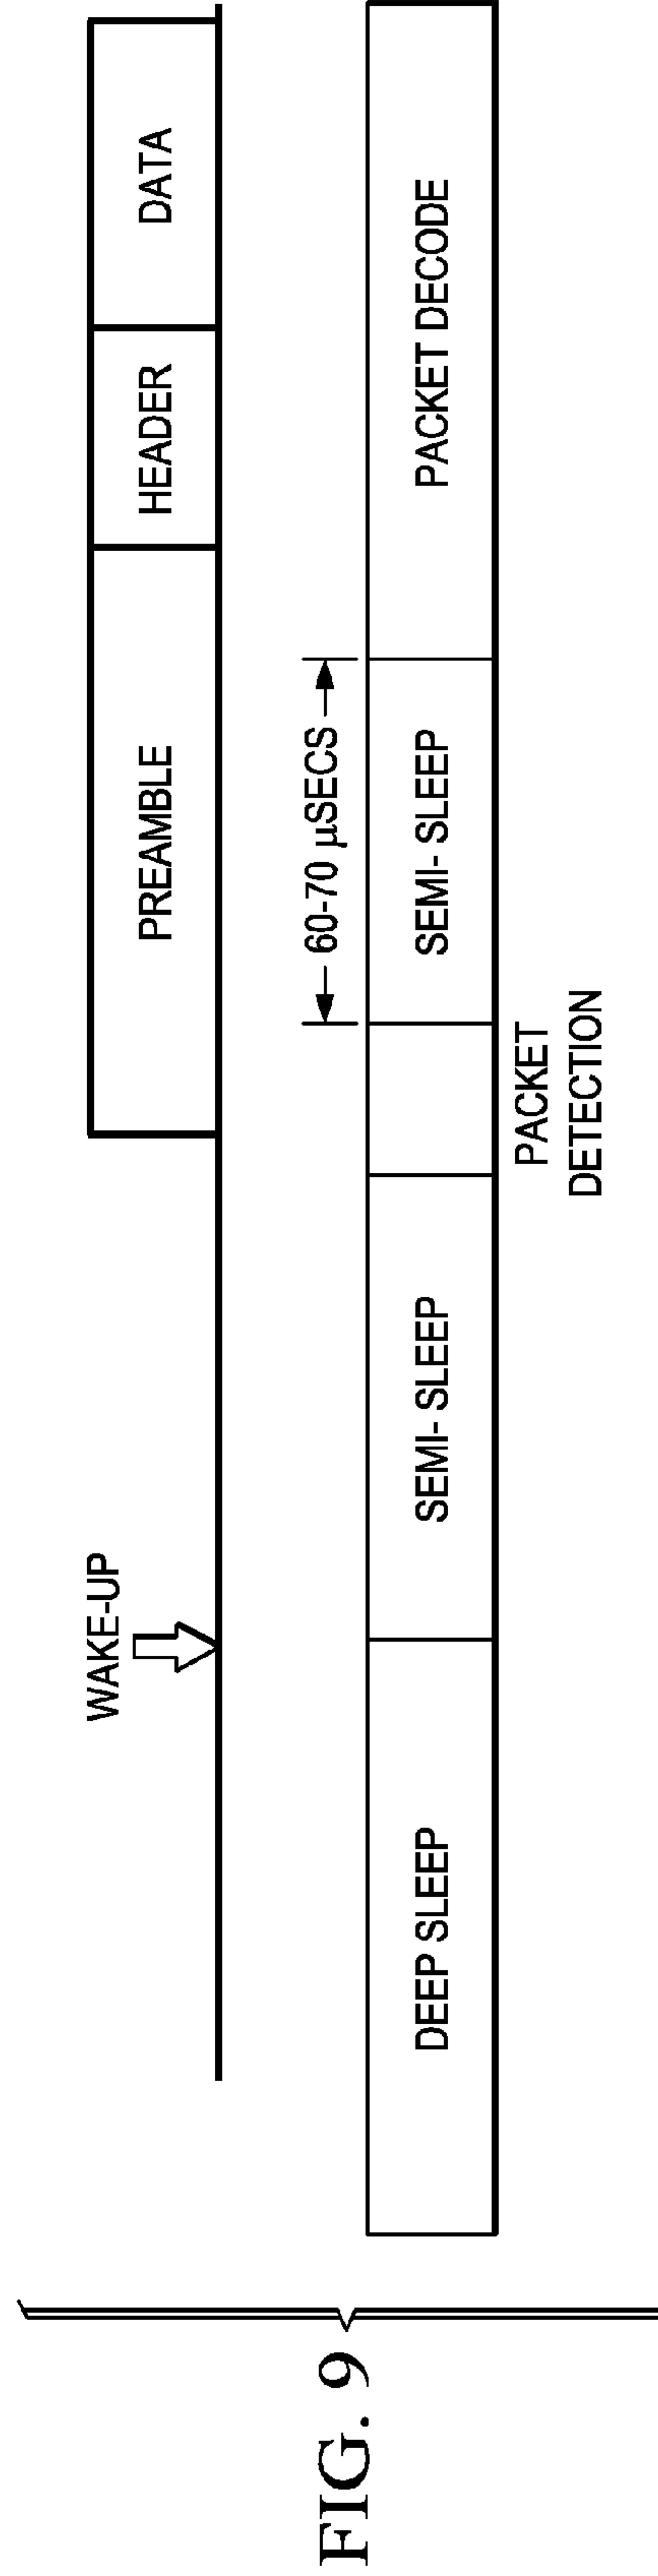 WAKE-UP
PREAMBLE
HEADER
DATA
60-70 µSECS
DEEP SLEEP
SEMI- SLEEP
SEMI- SLEEP
PACKET DECODE
PACKET
DETECTION
FIG. 9